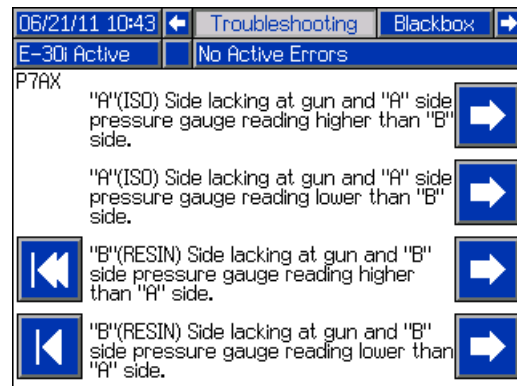 06/21/11 10:43 Troubleshooting Blackbox
E-30i Active No Active Errors
P7AX
"A"(ISO) Side lacking at gun and "A" side
pressure gauge reading higher than "B"
side.
"A"(ISO) Side lacking at gun and "A" side
pressure gauge reading lower than "B"
side.
"B"(RESIN) Side lacking at gun and "B"
side pressure gauge reading higher
than "A" side.
"B"(RESIN) Side lacking at gun and "B"
side pressure gauge reading lower than
"A" side.